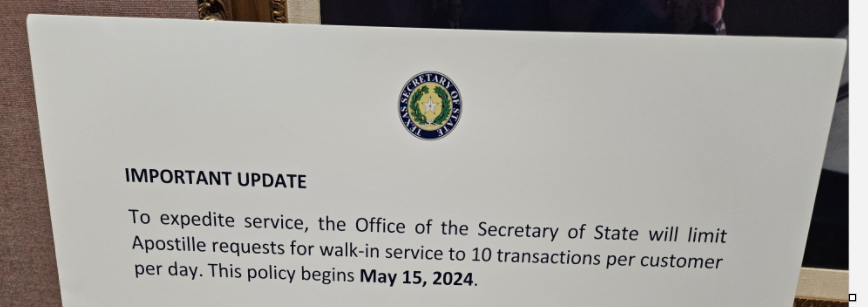 TEXAS SECRETARY OF STATE
IMPORTANT UPDATE
To expedite service, the Office of the Secretary of State will limit
Apostille requests for walk-in service to 10 transactions per customer
per day. This policy begins May 15, 2024.